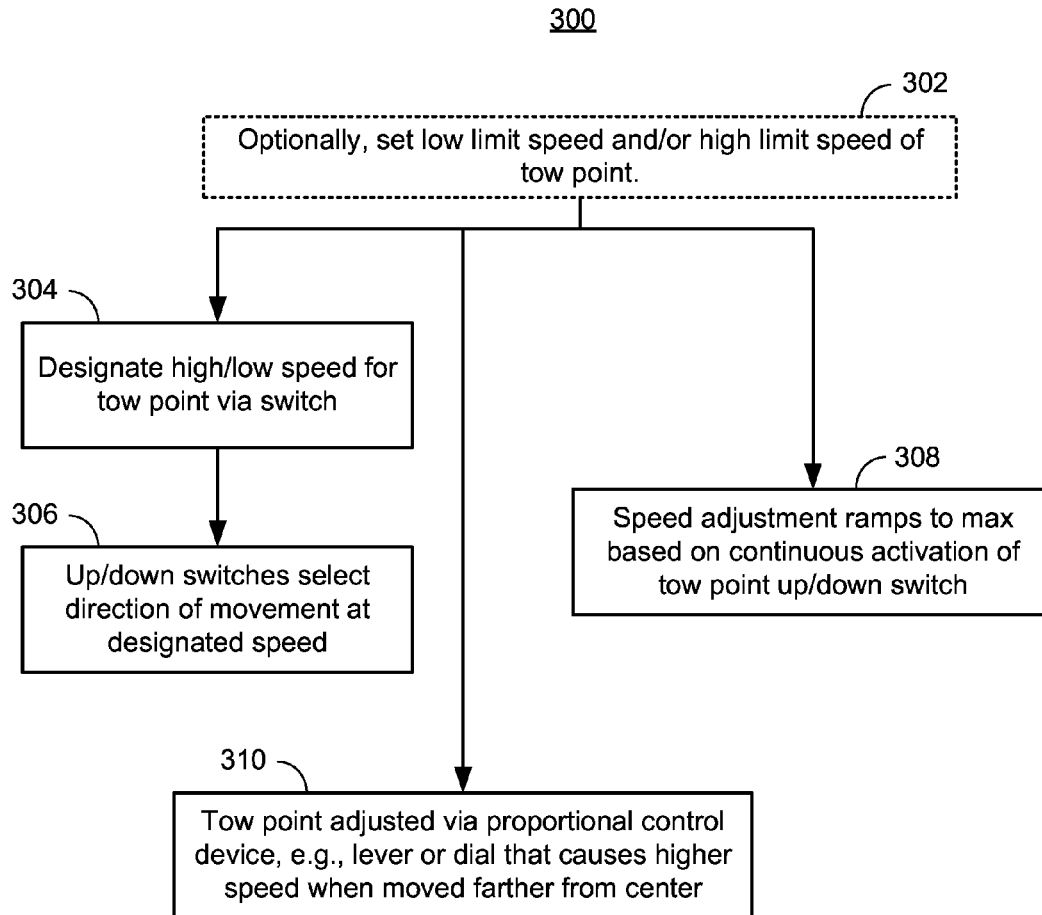 300
302
Optionally, set low limit speed and/or high limit speed of
tow point.
304
Designate high/low speed for
tow point via switch
306
Up/down switches select
direction of movement at
designated speed
308
Speed adjustment ramps to max
based on continuous activation of
tow point up/down switch
310
Tow point adjusted via proportional control
device, e.g., lever or dial that causes higher
speed when moved farther from center